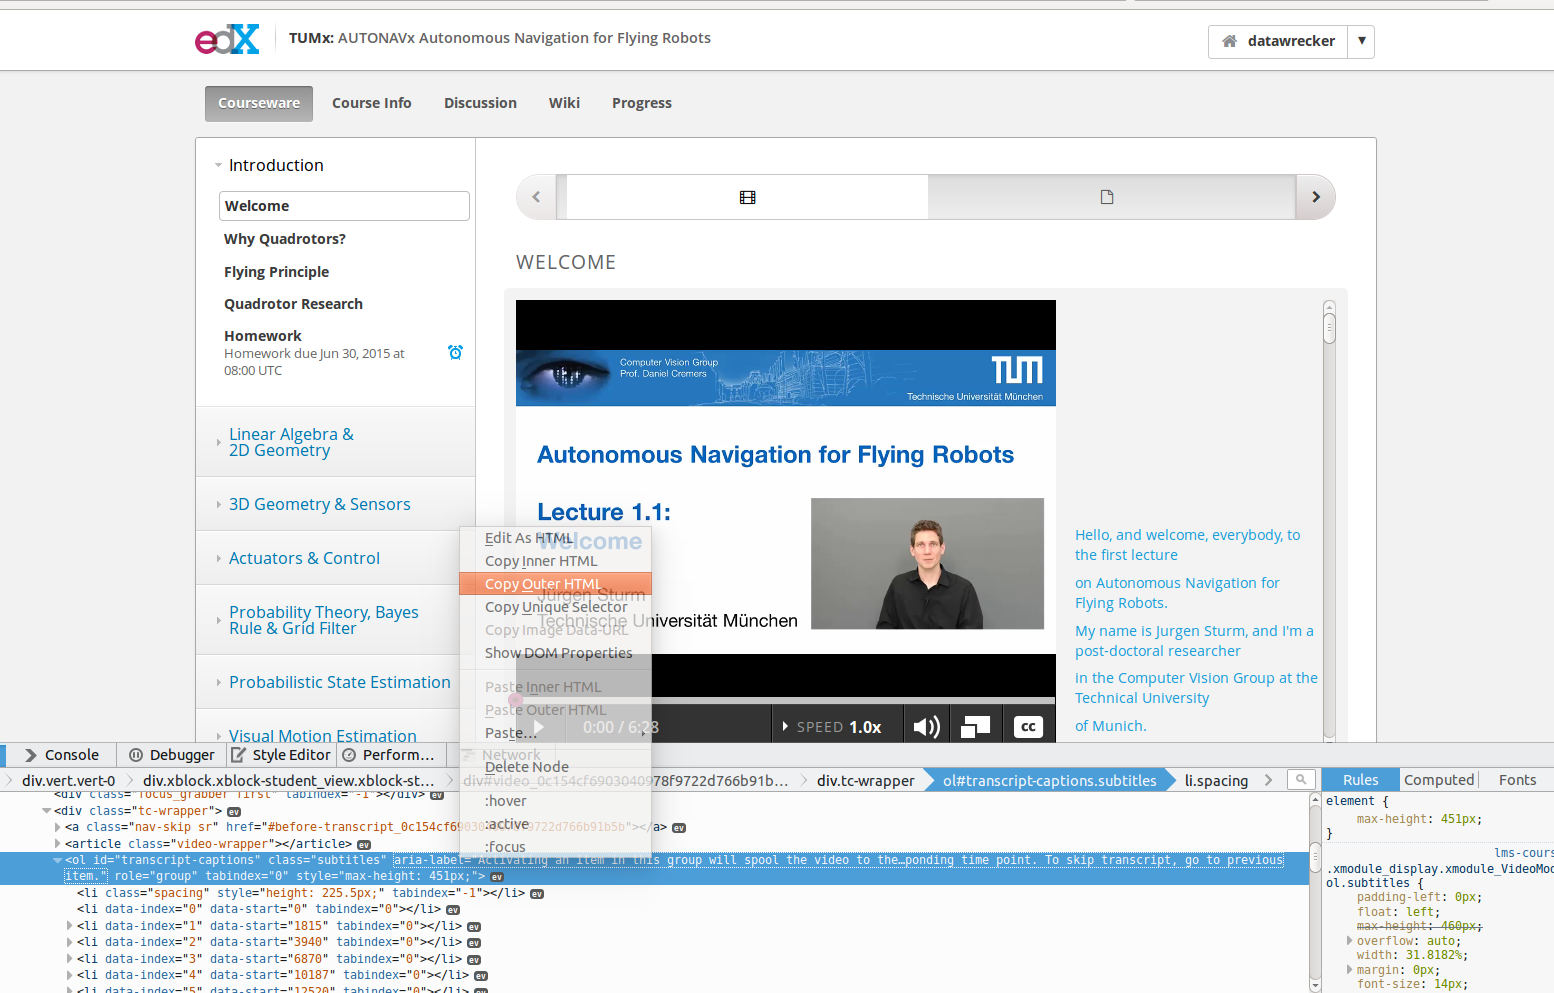 edX
TUMx: AUTONAVx Autonomous Navigation for Flying Robots
datawrecker
Courseware
Course Info
Discussion
Wiki
Progress
Introduction
Welcome
Why Quadrotors?
Flying Principle
Quadrotor Research
Homework
Homework due Jun 30, 2015 at
08:00 UTC
Linear Algebra &
2D Geometry
3D Geometry & Sensors
Actuators & Control
Probability Theory, Bayes
Rule & Grid Filter
Probabilistic State Estimation
Visual Motion Estimation
WELCOME
Computer Vision Group
Prof. Daniel Cremers
TUM
Technische Universität München
Autonomous Navigation for Flying Robots
Lecture 1.1:
Welcome
Jürgen Sturm
Technische Universität München
0:00 / 6:28
SPEED 1.0x
cc
Hello, and welcome, everybody, to
the first lecture
on Autonomous Navigation for
Flying Robots.
My name is Jurgen Sturm, and I'm a
post-doctoral researcher
in the Computer Vision Group at the
Technical University
of Munich.
Edit As HTML
Copy Inner HTML
Copy Outer HTML
Copy Unique Selector
Copy Image Data-URL
Show DOM Properties
Paste Inner HTML
Paste Outer HTML
Paste...
Delete Node
:hover
:active
:focus
Console
Debugger
Style Editor
Perform...
Network
div.vert.vert-0
div.xblock.xblock-student_view.xblock-st...
div#video_0c154cf6903040978f9722d766b91b...
div.tc-wrapper
ol#transcript-captions.subtitles
li.spacing
Rules
Computed
Fonts
<div class="focus_grabber first" tabindex="-1"></div> ev
<div class="tc-wrapper"> ev
<a class="nav-skip sr" href="#before-transcript_0c154cf6903040978f9722d766b91b5b"></a> ev
<article class="video-wrapper"></article> ev
<ol id="transcript-captions" class="subtitles" aria-label="Activating an item in this group will spool the video to the…ponding time point. To skip transcript, go to previous
item." role="group" tabindex="0" style="max-height: 451px;"> ev
<li class="spacing" style="height: 225.5px;" tabindex="-1"></li> ev
<li data-index="0" data-start="0" tabindex="0"></li> ev
<li data-index="1" data-start="1815" tabindex="0"></li> ev
<li data-index="2" data-start="3940" tabindex="0"></li> ev
<li data-index="3" data-start="6870" tabindex="0"></li> ev
<li data-index="4" data-start="10187" tabindex="0"></li> ev
<li data-index="5" data-start="12520" tabindex="0"></li> ev
element {
max-height: 451px;
}
lms-cours
.xmodule_display.xmodule_VideoMod
ol.subtitles {
padding-left: 0px;
float: left;
max-height: 460px;
overflow: auto;
width: 31.8182%;
margin: 0px;
font-size: 14px;